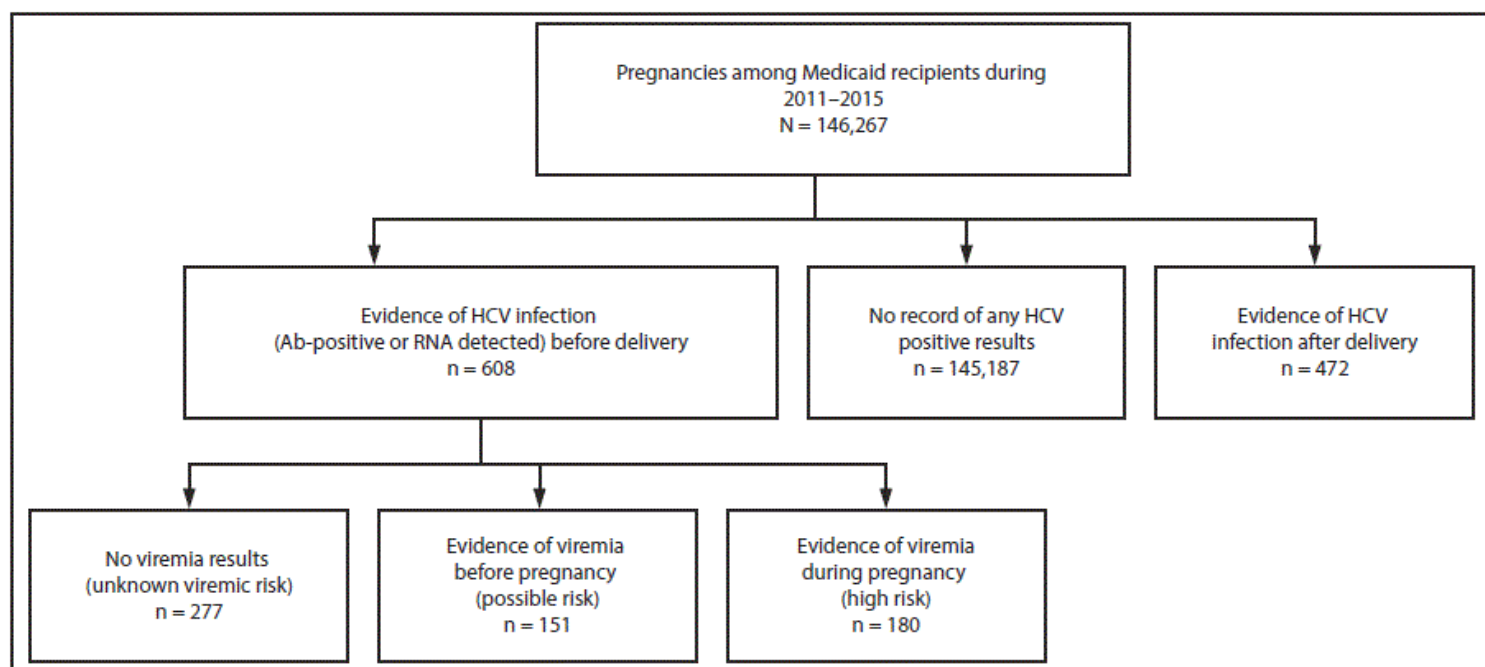 Pregnancies among Medicaid recipients during
2011–2015
N = 146,267
Evidence of HCV infection
(Ab-positive or RNA detected) before delivery
n = 608
No record of any HCV
positive results
n = 145,187
Evidence of HCV
infection after delivery
n = 472
No viremia results
(unknown viremic risk)
n = 277
Evidence of viremia
before pregnancy
(possible risk)
n = 151
Evidence of viremia
during pregnancy
(high risk)
n = 180